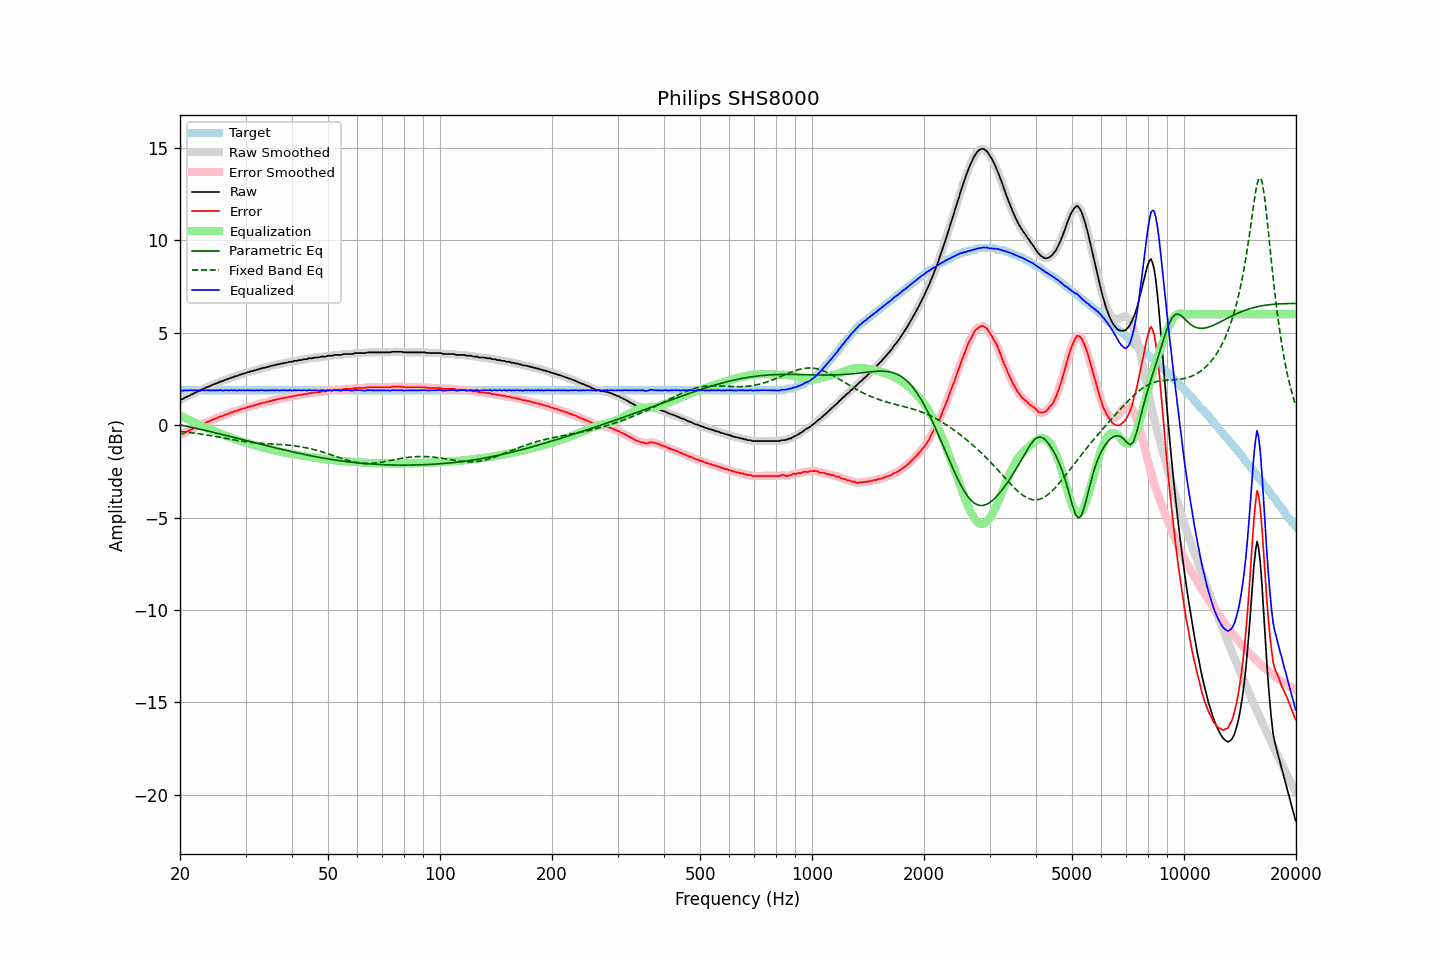 Philips SHS8000
Target
Raw Smoothed
Error Smoothed
Raw
Error
Equalization
Parametric Eq
Fixed Band Eq
Equalized
15
10
5
0
−5
−10
−15
−20
Amplitude (dBr)
20 50 100 200 500 1000 2000 5000 10000 20000
Frequency (Hz)